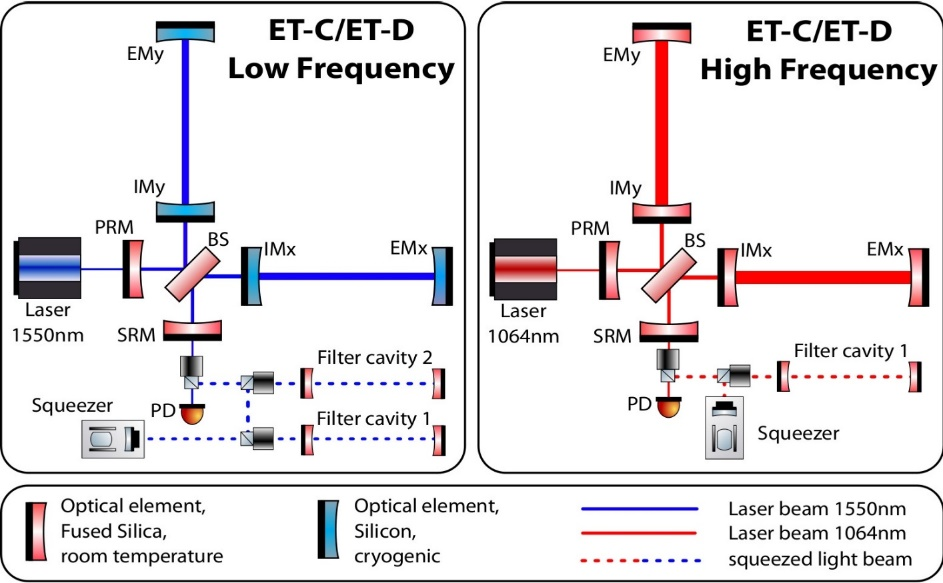 ET-C/ET-D
Low Frequency
EMy
IMy
PRM
BS
IMx
EMx
Laser
1550nm
SRM
Filter cavity 2
Squeezer
PD
Filter cavity 1
ET-C/ET-D
High Frequency
EMy
IMy
PRM
BS
IMx
EMx
Laser
1064nm
SRM
Filter cavity 1
PD
Squeezer
Optical element,
Fused Silica,
room temperature
Optical element,
Silicon,
cryogenic
Laser beam 1550nm
Laser beam 1064nm
squeezed light beam